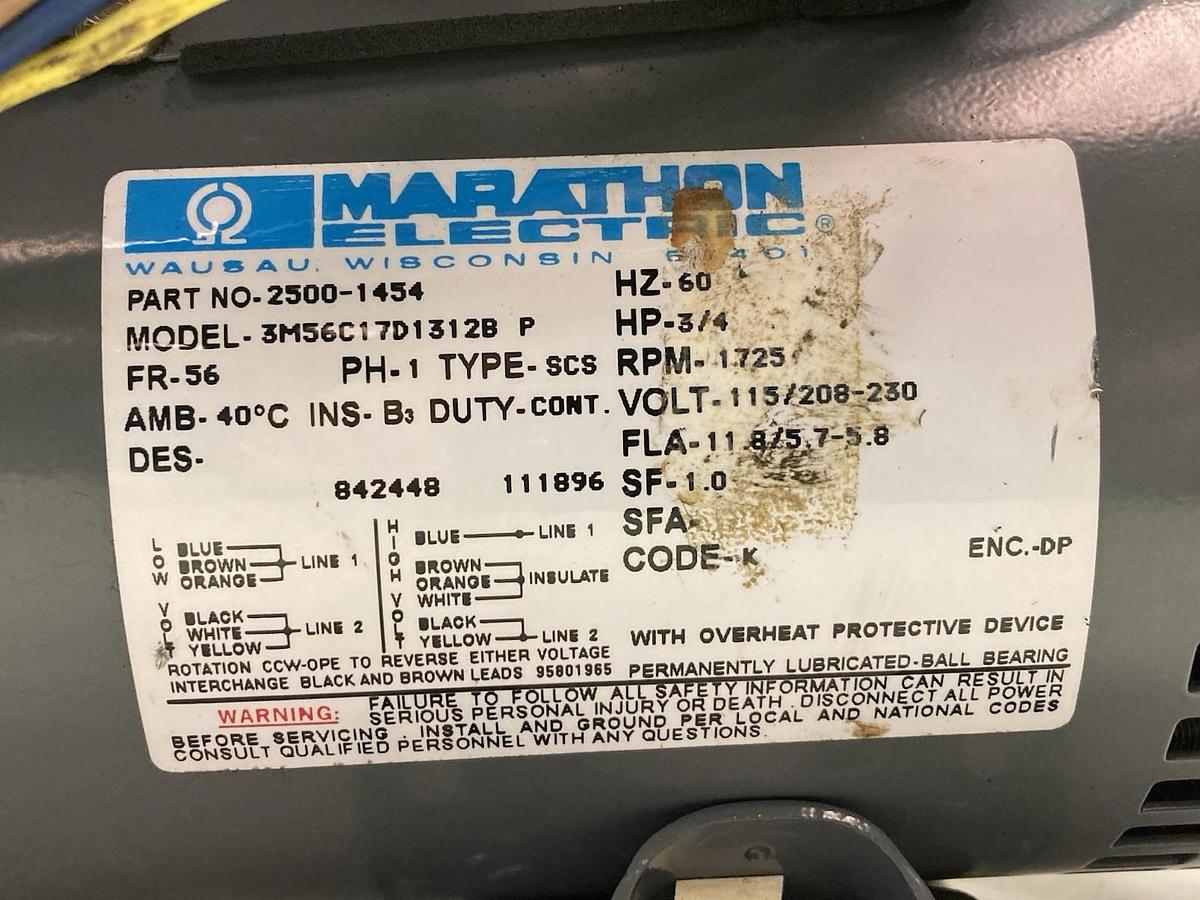 MARATHON
ELECTRIC®
WAUSAU, WISCONSIN 401
PART NO-2500-1454
MODEL-3M56C17D1312B P
FR-56 PH-1 TYPE-SCS
AMB-40°C INS-B3 DUTY-CONT.
DES-
842448 111896
HZ-60
HP-3/4
RPM-1725
VOLT-115/208-230
FLA-11.8/5.7-5.8
SF-1.0
SFA-
CODE-K
ENC.-DP
LOW VOLT
BLUE
BROWN
ORANGE
LINE 1
BLACK
WHITE
YELLOW
LINE 2
HIGH VOLT
BLUE
LINE 1
BROWN
ORANGE
WHITE
INSULATE
BLACK
YELLOW
LINE 2
ROTATION CCW-OPE TO REVERSE EITHER VOLTAGE
INTERCHANGE BLACK AND BROWN LEADS 95801965
WITH OVERHEAT PROTECTIVE DEVICE
PERMANENTLY LUBRICATED-BALL BEARING
WARNING: FAILURE TO FOLLOW ALL SAFETY INFORMATION CAN RESULT IN
SERIOUS PERSONAL INJURY OR DEATH . DISCONNECT ALL POWER
BEFORE SERVICING . INSTALL AND GROUND PER LOCAL AND NATIONAL CODES
CONSULT QUALIFIED PERSONNEL WITH ANY QUESTIONS.